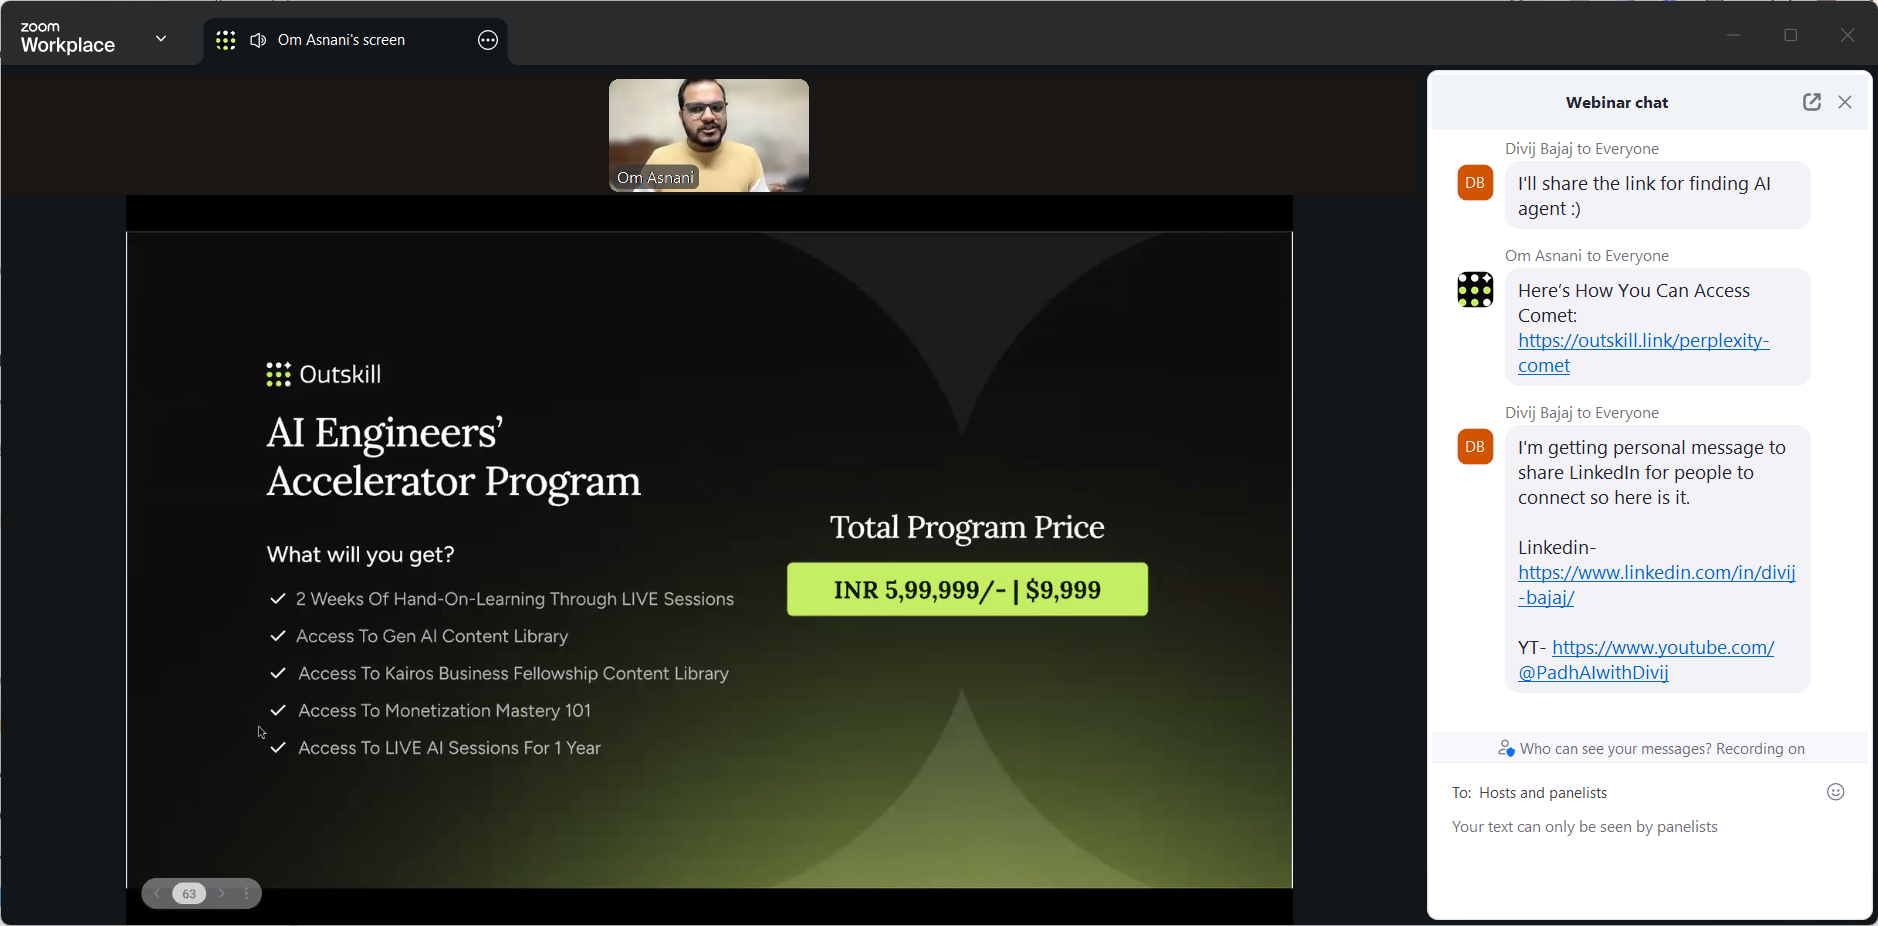 zoom
Workplace
Om Asnani's screen
Om Asnani
Outskill
AI Engineers’
Accelerator Program
What will you get?
2 Weeks Of Hand-On-Learning Through LIVE Sessions
Access To Gen AI Content Library
Access To Kairos Business Fellowship Content Library
Access To Monetization Mastery 101
Access To LIVE AI Sessions For 1 Year
Total Program Price
INR 5,99,999/- | $9,999
63
Webinar chat
Divij Bajaj to Everyone
DB
I'll share the link for finding AI
agent :)
Om Asnani to Everyone
Here’s How You Can Access
Comet:
https://outskill.link/perplexity-
comet
Divij Bajaj to Everyone
DB
I'm getting personal message to
share LinkedIn for people to
connect so here is it.
Linkedin-
https://www.linkedin.com/in/divij
-bajaj/
YT- https://www.youtube.com/
@PadhAIwithDivij
Who can see your messages? Recording on
To: Hosts and panelists
Your text can only be seen by panelists